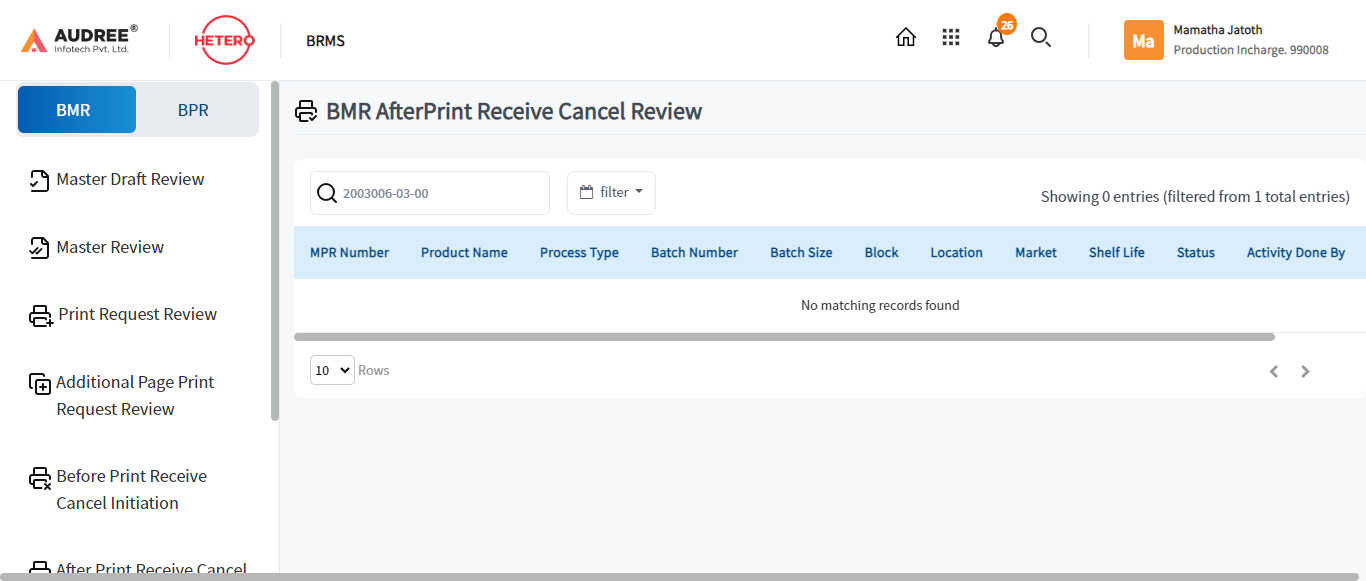 AUDREE®
Infotech Pvt. Ltd.
HETERO
BRMS
26
Ma
Mamatha Jatoth
Production Incharge. 990008
BMR
BPR
Master Draft Review
Master Review
Print Request Review
Additional Page Print
Request Review
Before Print Receive
Cancel Initiation
After Print Receive Cancel
BMR AfterPrint Receive Cancel Review
2003006-03-00
filter
Showing 0 entries (filtered from 1 total entries)
MPR Number Product Name Process Type Batch Number Batch Size Block Location Market Shelf Life Status Activity Done By
No matching records found
10 Rows